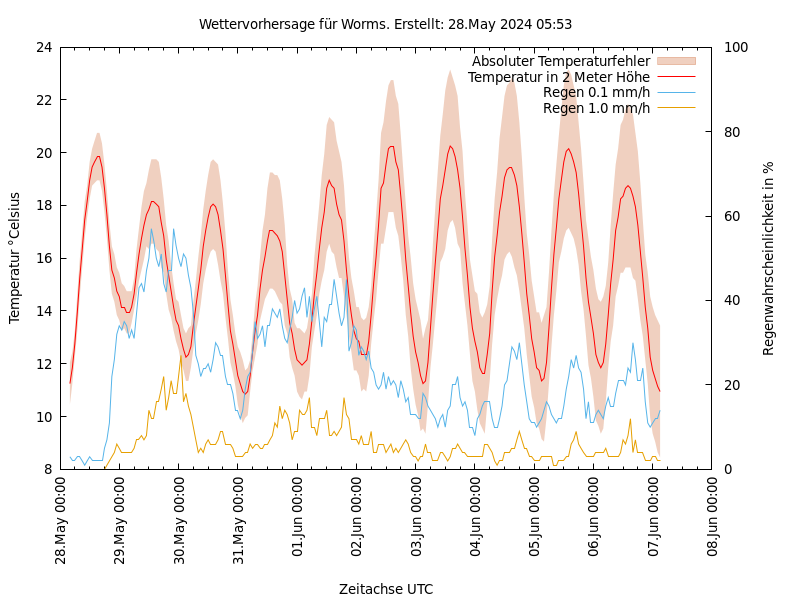 Wettervorhersage für Worms. Erstellt: 28.May 2024 05:53
Absoluter Temperaturfehler
Temperatur in 2 Meter Höhe
Regen 0.1 mm/h
Regen 1.0 mm/h
Temperatur °Celsius
24
22
20
18
16
14
12
10
8
100
80
60
40
20
0
Regenwahrscheinlichkeit in %
28.May 00:00
29.May 00:00
30.May 00:00
31.May 00:00
01.Jun 00:00
02.Jun 00:00
03.Jun 00:00
04.Jun 00:00
05.Jun 00:00
06.Jun 00:00
07.Jun 00:00
08.Jun 00:00
Zeitachse UTC